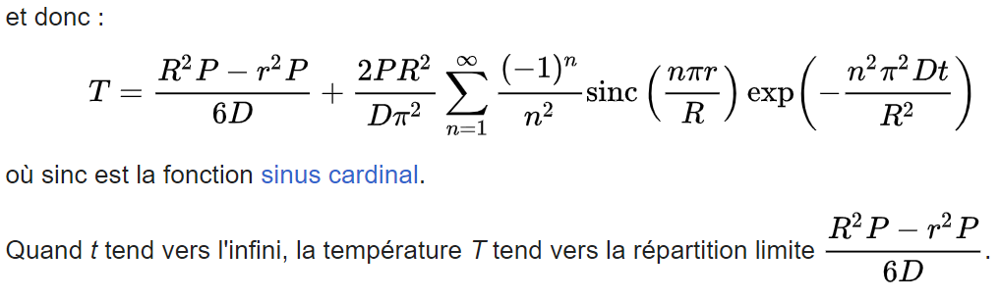 et donc :
T = \frac{R^2 P - r^2 P}{6D} + \frac{2PR^2}{D\pi^2} \sum_{n=1}^{\infty} \frac{(-1)^n}{n^2} \text{sinc}\left(\frac{n\pi r}{R}\right) \exp\left(-\frac{n^2\pi^2 Dt}{R^2}\right)
où sinc est la fonction sinus cardinal.
Quand t tend vers l'infini, la température T tend vers la répartition limite \frac{R^2 P - r^2 P}{6D}.